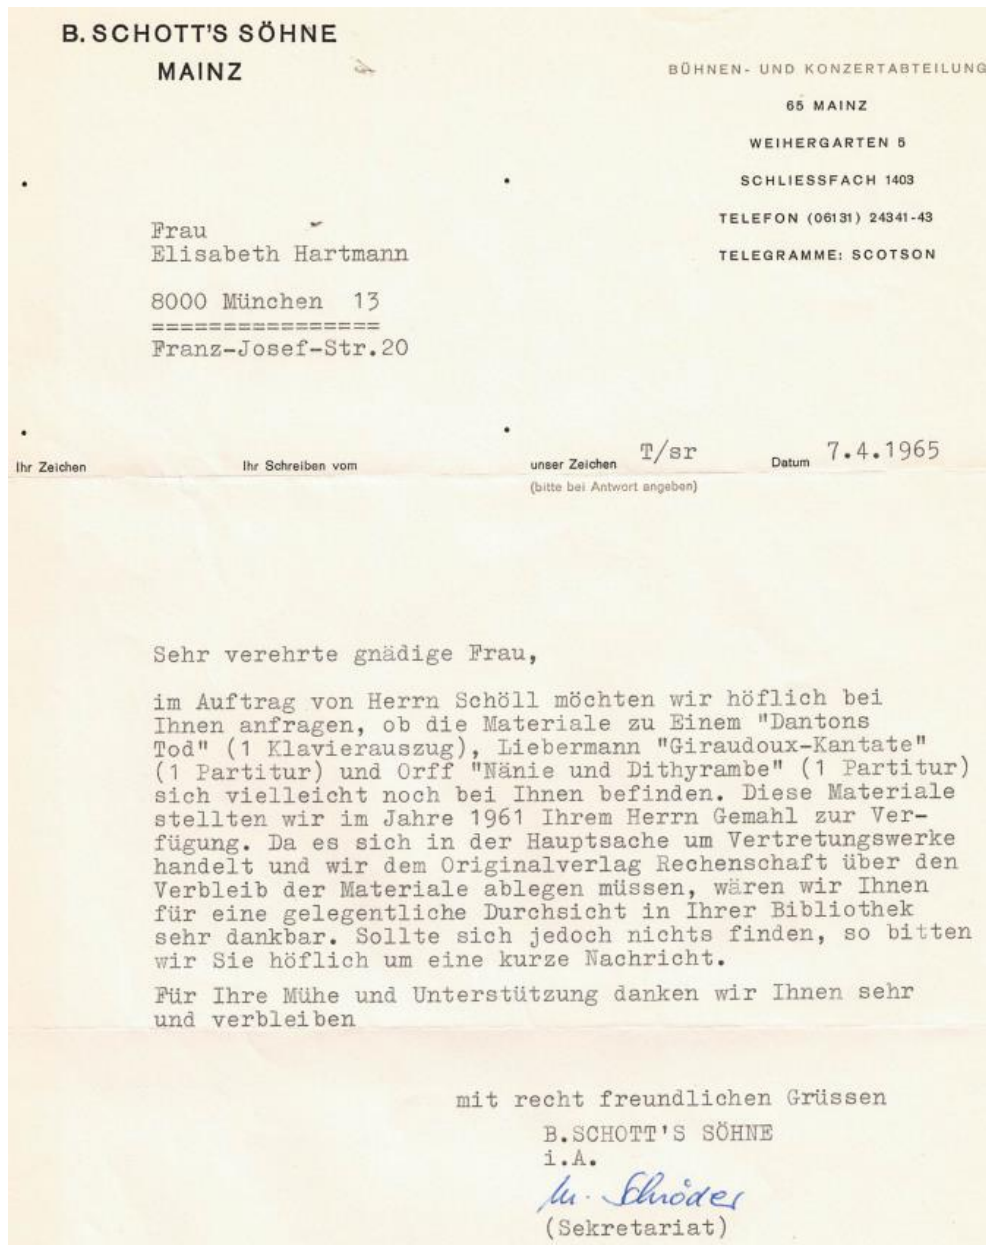 B. SCHOTT'S SÖHNE
MAINZ
BÜHNEN- UND KONZERTABTEILUNG
65 MAINZ
WEIHERGARTEN 5
SCHLIESSFACH 1403
TELEFON (06131) 24341-43
TELEGRAMME: SCOTSON
Frau
Elisabeth Hartmann
8000 München 13
=================
Franz-Josef-Str.20
Ihr Zeichen Ihr Schreiben vom unser Zeichen T/sr Datum 7.4.1965
(bitte bei Antwort angeben)
Sehr verehrte gnädige Frau,
im Auftrag von Herrn Schöll möchten wir höflich bei
Ihnen anfragen, ob die Materiale zu Einem "Dantons
Tod" (1 Klavierauszug), Liebermann "Giraudoux-Kantate"
(1 Partitur) und Orff "Nänie und Dithyrambe" (1 Partitur)
sich vielleicht noch bei Ihnen befinden. Diese Materiale
stellten wir im Jahre 1961 Ihrem Herrn Gemahl zur Ver-
fügung. Da es sich in der Hauptsache um Vertretungswerke
handelt und wir dem Originalverlag Rechenschaft über den
Verbleib der Materiale ablegen müssen, wären wir Ihnen
für eine gelegentliche Durchsicht in Ihrer Bibliothek
sehr dankbar. Sollte sich jedoch nichts finden, so bitten
wir Sie höflich um eine kurze Nachricht.
Für Ihre Mühe und Unterstützung danken wir Ihnen sehr
und verbleiben
mit recht freundlichen Grüssen
B.SCHOTT'S SÖHNE
i.A.
M. Schröder
(Sekretariat)